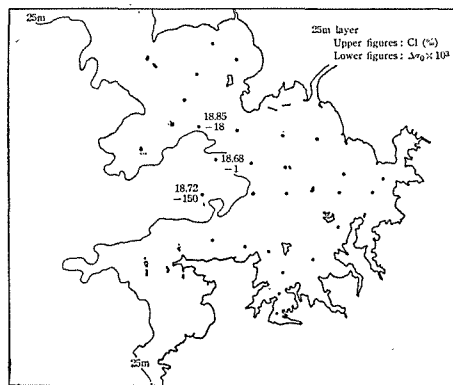 25m
25m layer
Upper figures : Cl (‰)
Lower figures : Δσ₀ × 10³
18.85
−18
18.68
−1
18.72
−150
25m